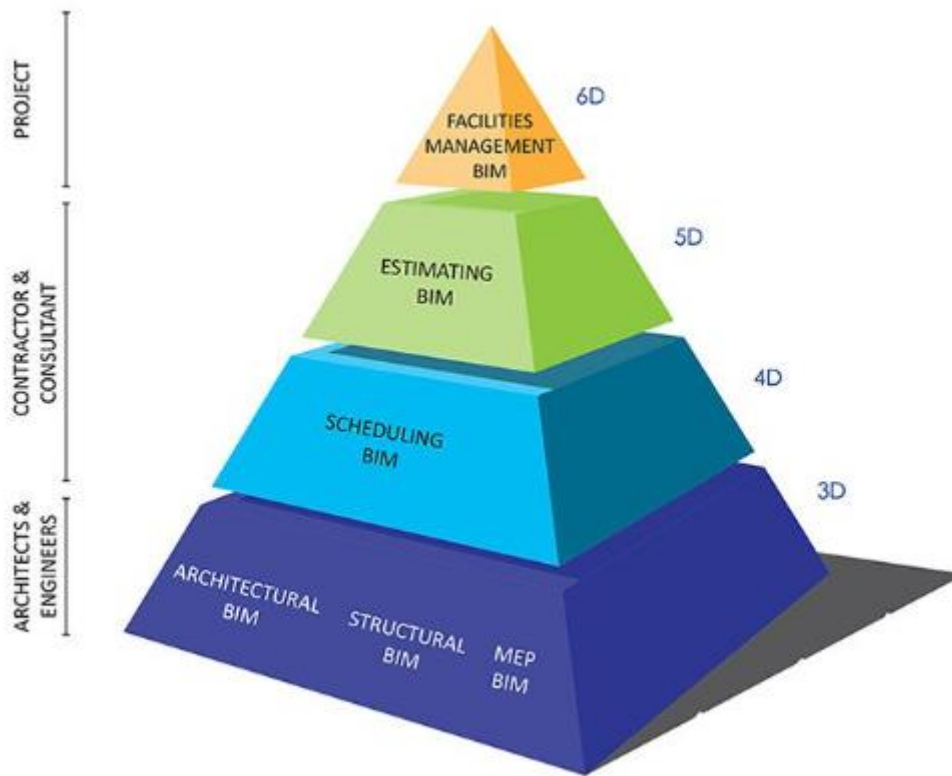 PROJECT
6D
FACILITIES
MANAGEMENT
BIM
CONTRACTOR &
CONSULTANT
5D
ESTIMATING
BIM
4D
SCHEDULING
BIM
ARCHITECTS &
ENGINEERS
3D
ARCHITECTURAL
BIM
STRUCTURAL
BIM
MEP
BIM